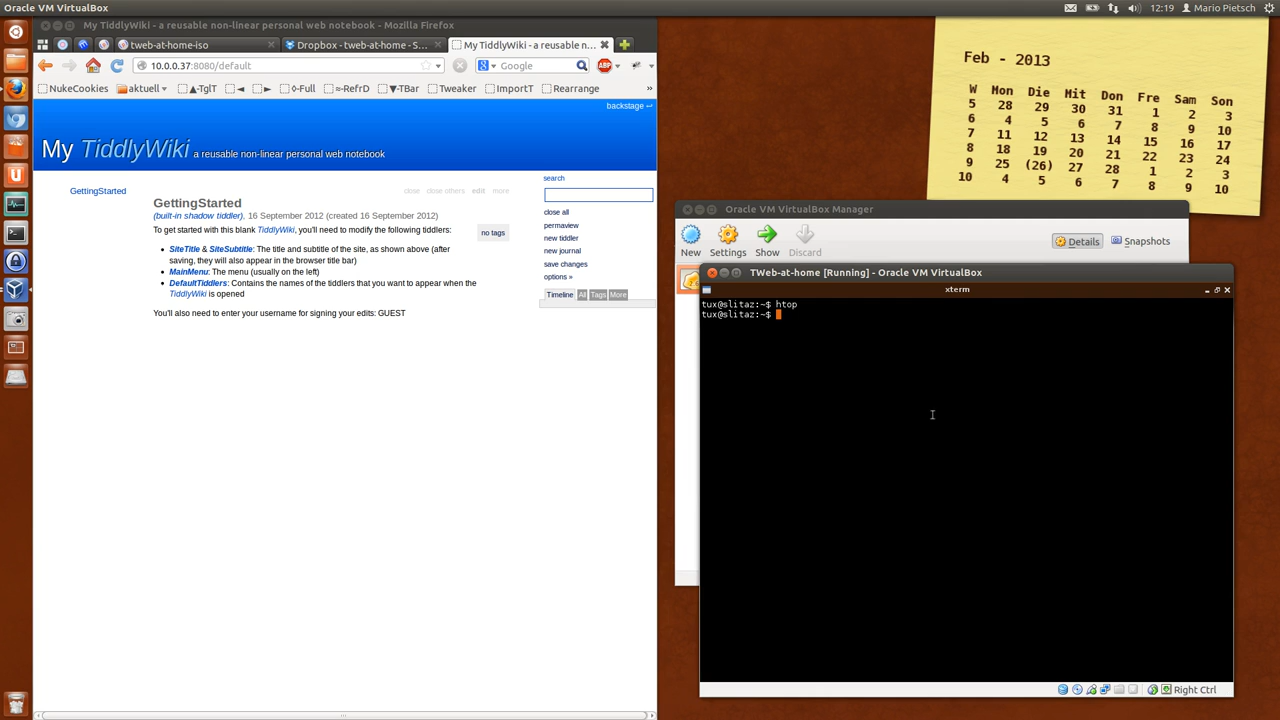 Oracle VM VirtualBox
12:19
Mario Pietsch
My TiddlyWiki - a reusable non-linear personal web notebook - Mozilla Firefox
tweb-at-home-iso
Dropbox - tweb-at-home - S...
My TiddlyWiki - a reusable n...
10.0.0.37:8080/default
Google
ABP
NukeCookies
aktuell
▲-TglT
◄
►
◊-Full
≈-RefrD
▼-TBar
Tweaker
ImportT
Rearrange
»
backstage ↩
My TiddlyWiki a reusable non-linear personal web notebook
GettingStarted
close close others edit more
GettingStarted
(built-in shadow tiddler). 16 September 2012 (created 16 September 2012)
no tags
To get started with this blank TiddlyWiki, you'll need to modify the following tiddlers:
SiteTitle & SiteSubtitle: The title and subtitle of the site, as shown above (after
saving, they will also appear in the browser title bar)
MainMenu: The menu (usually on the left)
DefaultTiddlers: Contains the names of the tiddlers that you want to appear when the
TiddlyWiki is opened
You'll also need to enter your username for signing your edits: GUEST
search
close all
permaview
new tiddler
new journal
save changes
options »
Timeline All Tags More
Feb - 2013
W Mon Die Mit Don Fre Sam Son
5 28 29 30 31 1 2 3
6 4 5 6 7 8 9 10
7 11 12 13 14 15 16 17
8 18 19 20 21 22 23 24
9 25 (26) 27 28 1 2 3
10 4 5 6 7 8 9 10
Oracle VM VirtualBox Manager
New
Settings
Show
Discard
Details
Snapshots
TWeb-at-home [Running] - Oracle VM VirtualBox
xterm
tux@slitaz:~$ htop
tux@slitaz:~$
Right Ctrl